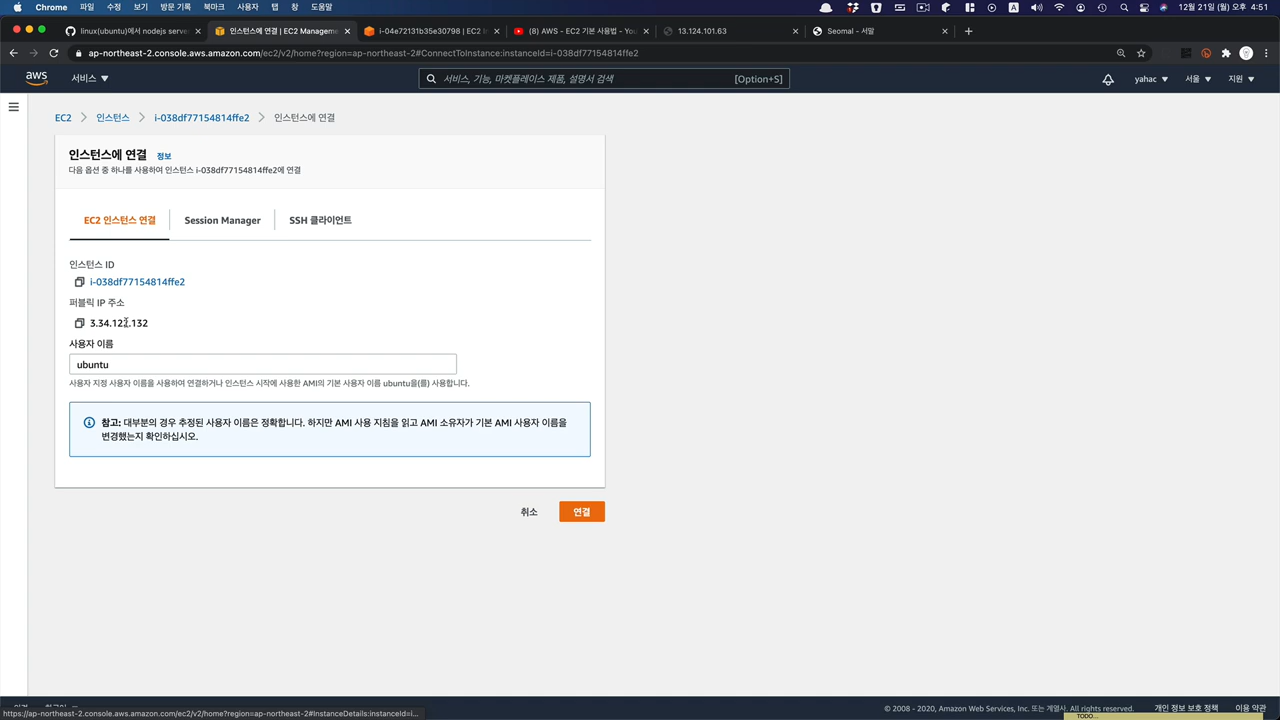 Chrome 파일 수정 보기 방문 기록 북마크 사용자 탭 창 도움말 12월 21일(월) 오후 4:51
linux(ubuntu)에서 nodejs server 인스턴스에 연결 | EC2 Manageme i-04e72131b35e30798 | EC2 In (8) AWS - EC2 기본 사용법 - You 13.124.101.63 Seomal - 서말
ap-northeast-2.console.aws.amazon.com/ec2/v2/home?region=ap-northeast-2#ConnectToInstance:instanceId=i-038df77154814ffe2
aws 서비스 서비스, 기능, 마켓플레이스 제품, 설명서 검색 [Option+S] yahac 서울 지원
EC2 인스턴스 i-038df77154814ffe2 인스턴스에 연결
인스턴스에 연결 정보
다음 옵션 중 하나를 사용하여 인스턴스 i-038df77154814ffe2에 연결
EC2 인스턴스 연결 Session Manager SSH 클라이언트
인스턴스 ID
i-038df77154814ffe2
퍼블릭 IP 주소
사용자 이름
ubuntu
사용자 지정 사용자 이름을 사용하여 연결하거나 인스턴스 시작에 사용한 AMI의 기본 사용자 이름 ubuntu을(를) 사용합니다.
참고: 대부분의 경우 추정된 사용자 이름은 정확합니다. 하지만 AMI 사용 지침을 읽고 AMI 소유자가 기본 AMI 사용자 이름을
변경했는지 확인하십시오.
취소 연결
© 2008 - 2020, Amazon Web Services, Inc. 또는 계열사. All rights reserved. 개인 정보 보호 정책 이용 약관
https://ap-northeast-2.console.aws.amazon.com/ec2/v2/home?region=ap-northeast-2#InstanceDetails:instanceId=i...
TODO...